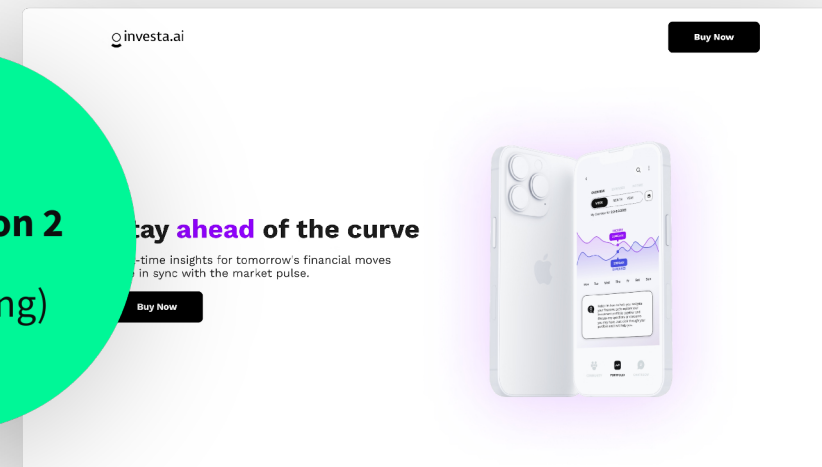 investa.ai
Buy Now
on 2
ng)
tay ahead of the curve
-time insights for tomorrow's financial moves
in sync with the market pulse.
Buy Now